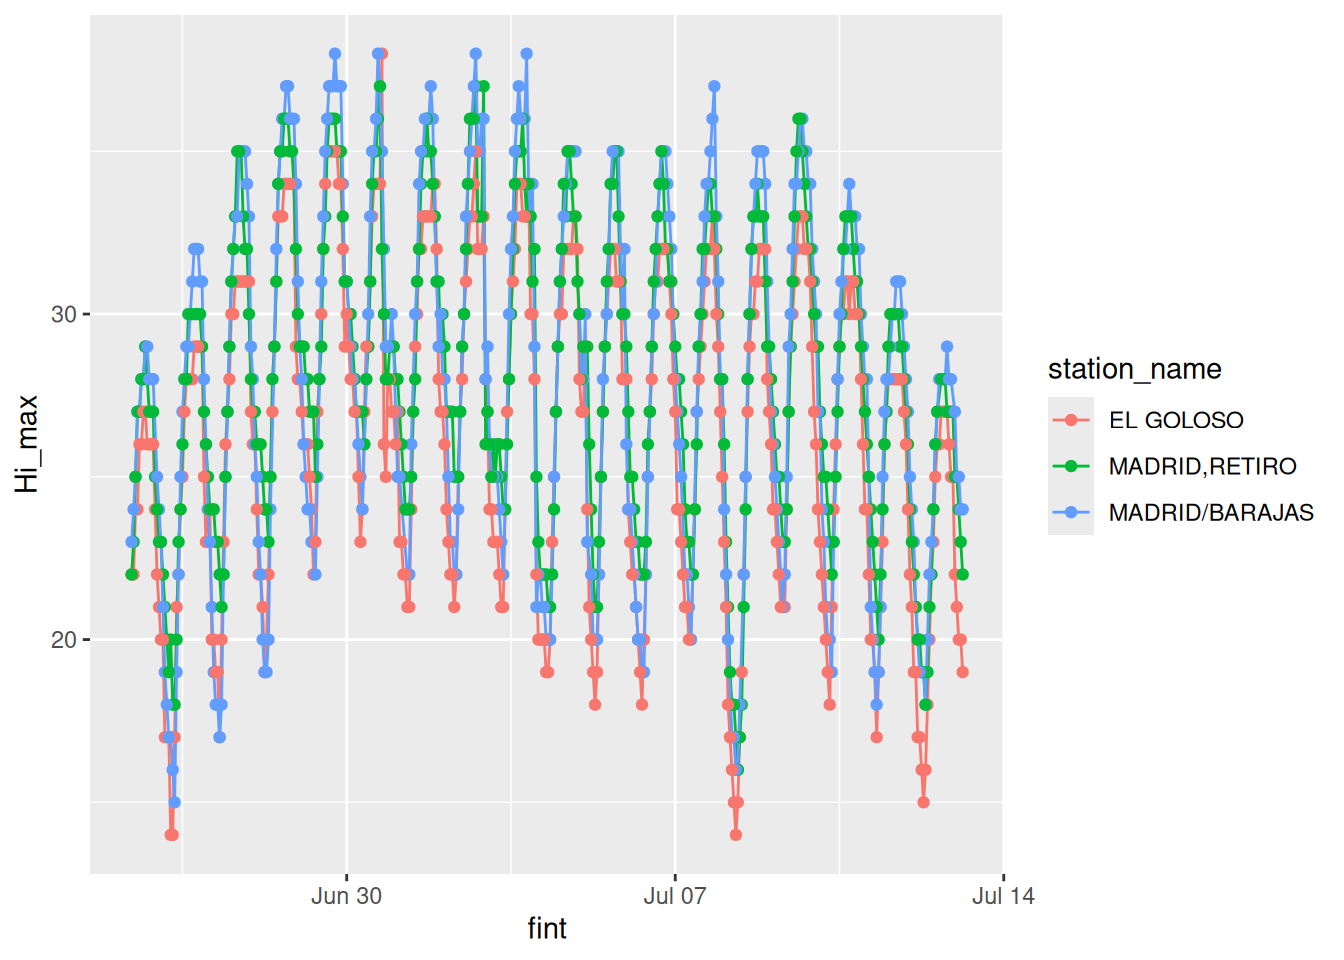 Hi_max
30
20
Jun 30
Jul 07
Jul 14
fint
station_name
EL GOLOSO
MADRID,RETIRO
MADRID/BARAJAS